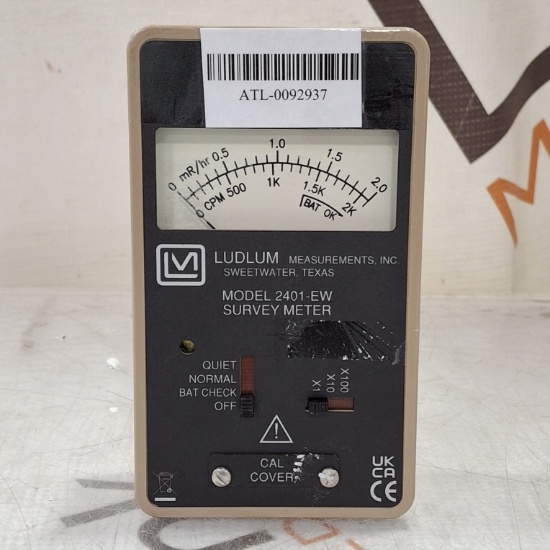 ATL-0092937
0 mR/hr 0.5 1.0 1.5 2.0
0 CPM 500 1K 1.5K 2K
BAT OK
LM LUDLUM MEASUREMENTS, INC.
SWEETWATER, TEXAS
MODEL 2401-EW
SURVEY METER
QUIET
NORMAL
BAT CHECK
OFF
X100
X10
X1
CAL
COVER
UK
CA
CE